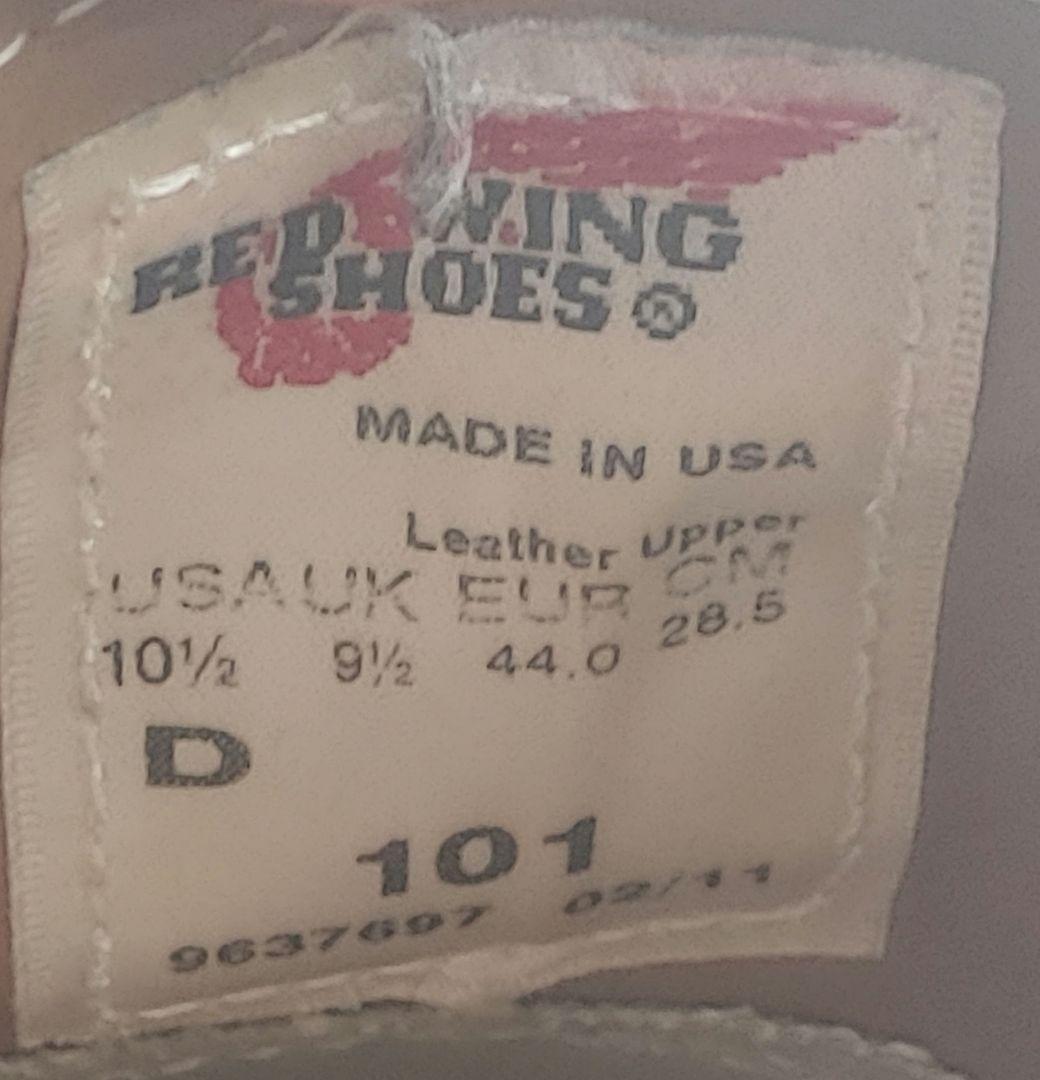 RED WING
SHOES ®
MADE IN USA
Leather Upper
USA UK EUR CM
10½ 9½ 44.0 28.5
D
101
9637697 02/11